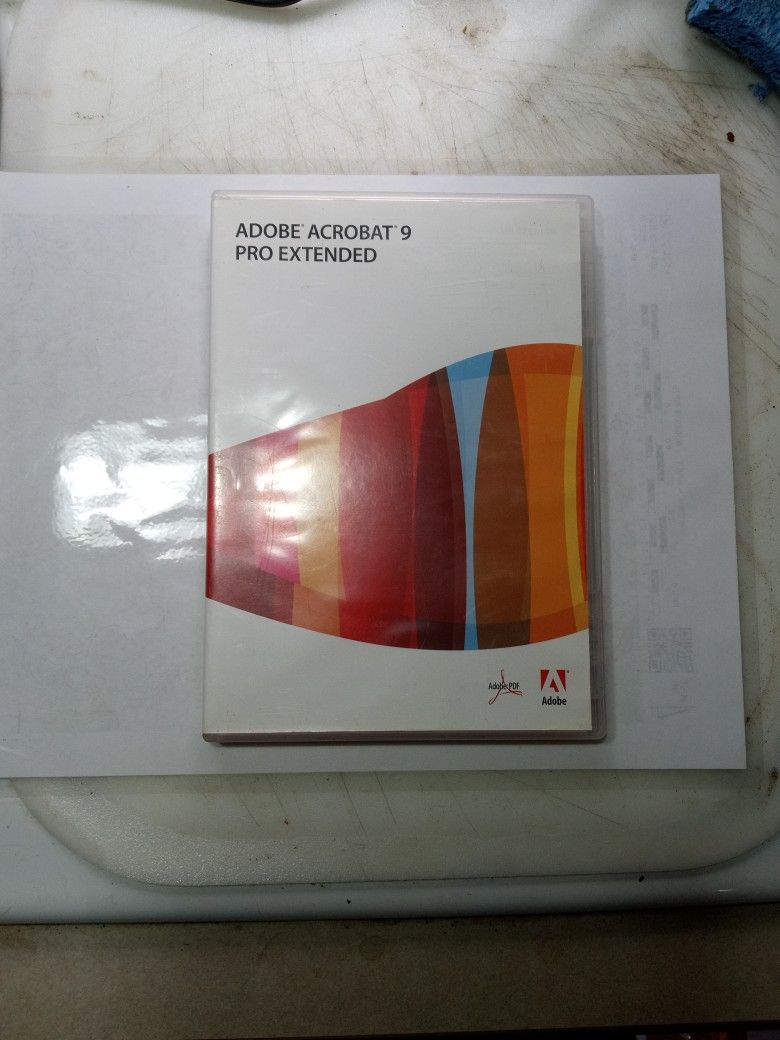 ADOBE® ACROBAT® 9
PRO EXTENDED
Adobe PDF
Adobe